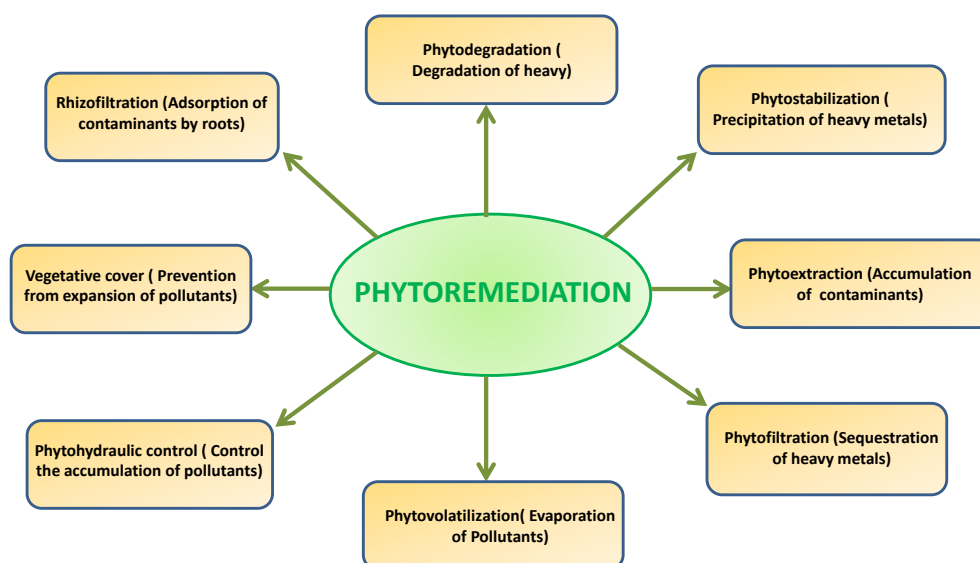 Phytodegradation (
Degradation of heavy)
Rhizofiltration (Adsorption of
contaminants by roots)
Phytostabilization (
Precipitation of heavy metals)
Vegetative cover ( Prevention
from expansion of pollutants)
PHYTOREMEDIATION
Phytoextraction (Accumulation
of contaminants)
Phytohydraulic control ( Control
the accumulation of pollutants)
Phytofiltration (Sequestration
of heavy metals)
Phytovolatilization( Evaporation
of Pollutants)